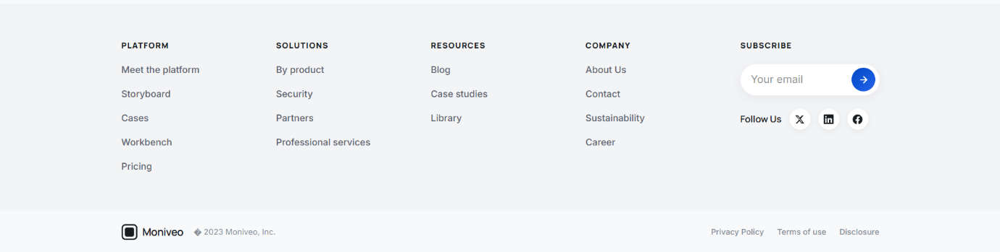 PLATFORM
Meet the platform
Storyboard
Cases
Workbench
Pricing
SOLUTIONS
By product
Security
Partners
Professional services
RESOURCES
Blog
Case studies
Library
COMPANY
About Us
Contact
Sustainability
Career
SUBSCRIBE
Your email
Follow Us
Moniveo
� 2023 Moniveo, Inc.
Privacy Policy Terms of use Disclosure